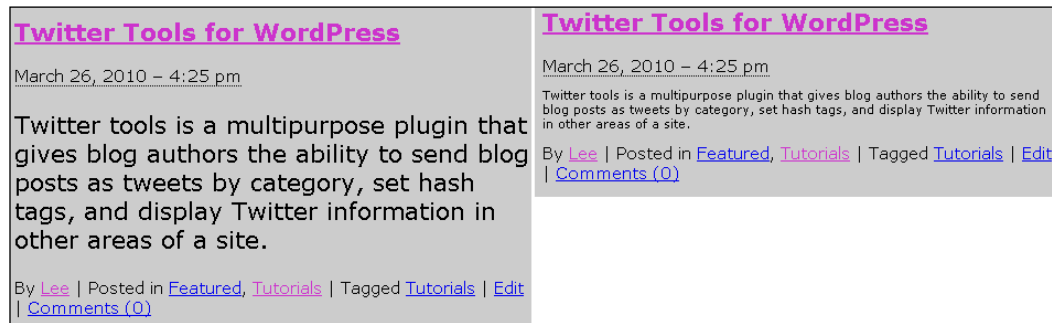 Twitter Tools for WordPress
March 26, 2010 – 4:25 pm
Twitter tools is a multipurpose plugin that
gives blog authors the ability to send blog
posts as tweets by category, set hash
tags, and display Twitter information in
other areas of a site.
By Lee | Posted in Featured, Tutorials | Tagged Tutorials | Edit
| Comments (0)
Twitter Tools for WordPress
March 26, 2010 – 4:25 pm
Twitter tools is a multipurpose plugin that gives blog authors the ability to send
blog posts as tweets by category, set hash tags, and display Twitter information
in other areas of a site.
By Lee | Posted in Featured, Tutorials | Tagged Tutorials | Edit
| Comments (0)